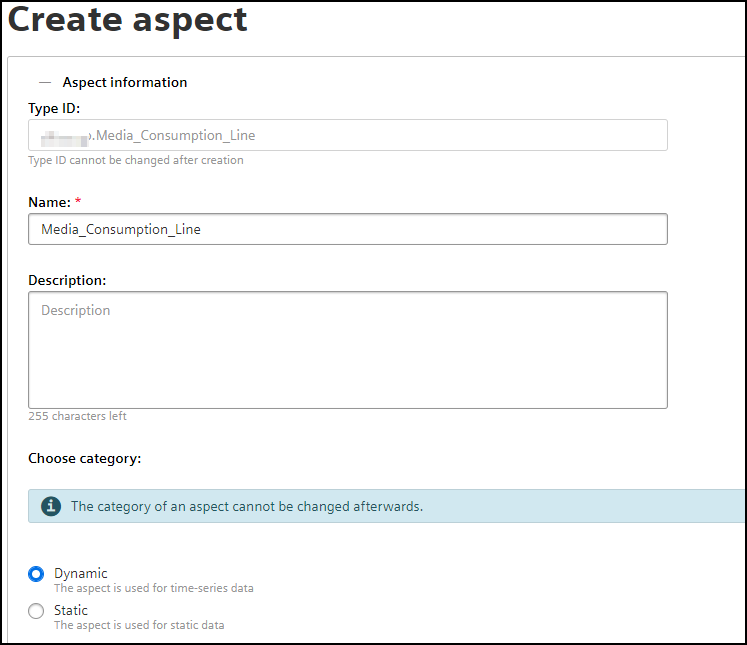 Create aspect
— Aspect information
Type ID:
.Media_Consumption_Line
Type ID cannot be changed after creation
Name: *
Media_Consumption_Line
Description:
Description
255 characters left
Choose category:
The category of an aspect cannot be changed afterwards.
Dynamic
The aspect is used for time-series data
Static
The aspect is used for static data